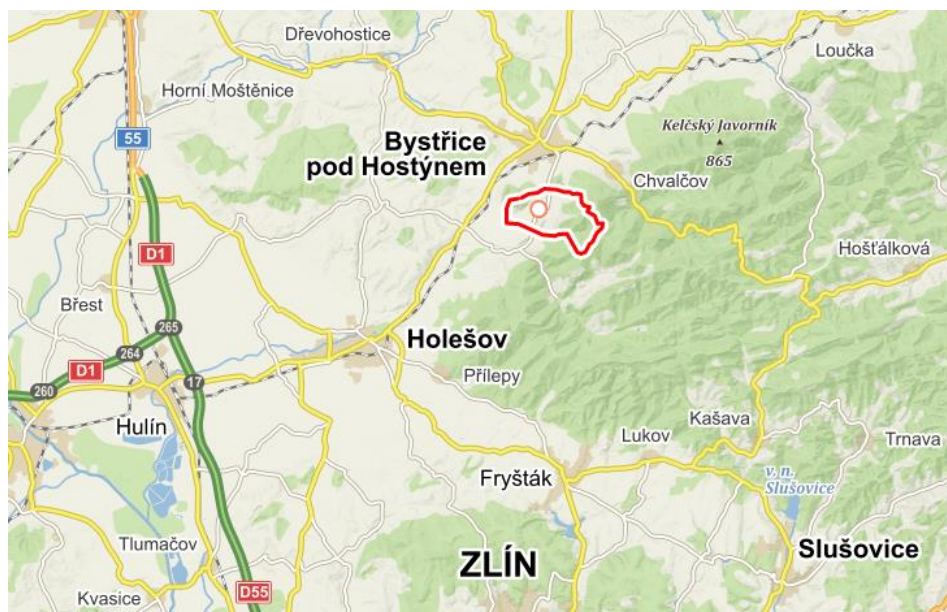 Dřevohostice
Loučka
Horní Moštěnice
Kelčský Javorník
865
55
Bystřice
pod Hostýnem
Chvalčov
D1
Hošťálková
Břest
265
264
Holešov
D1
Přílepy
260
17
Kašava
Hulín
Lukov
Trnava
Fryšták
v. n.
Slušovice
Tlumačov
ZLÍN
Slušovice
D55
Kvasice